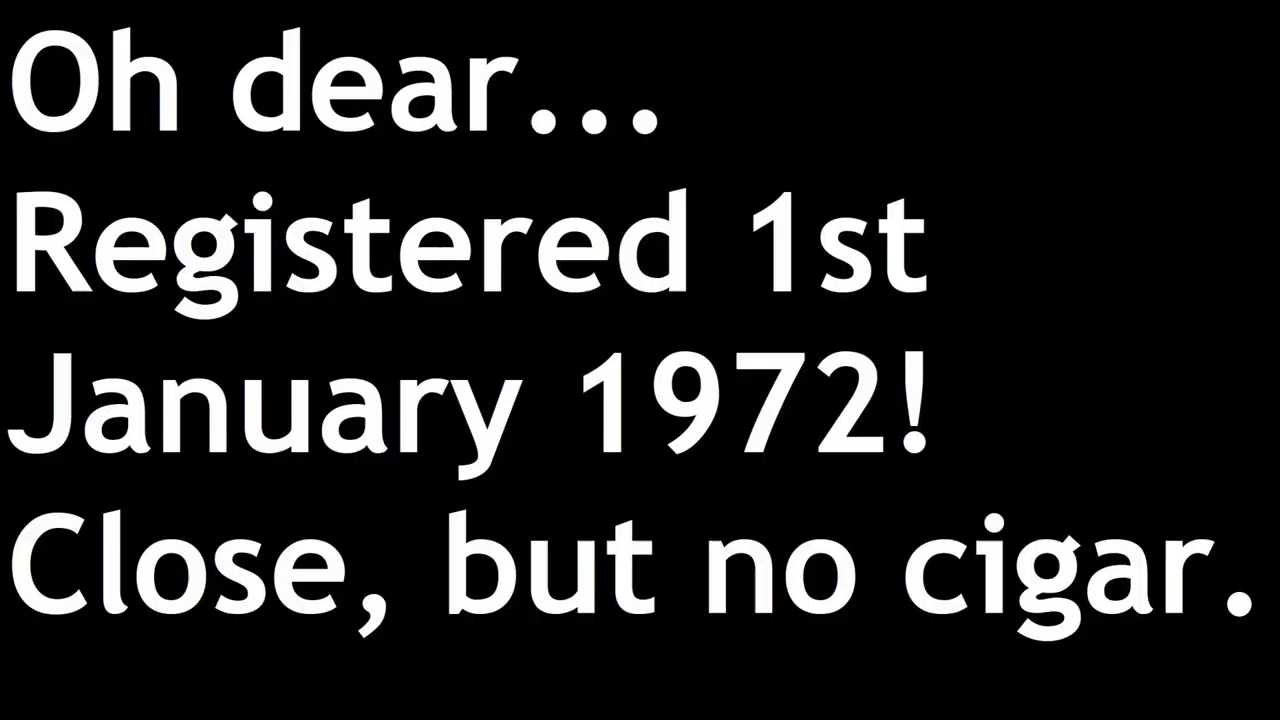 Oh dear...
Registered 1st
January 1972!
Close, but no cigar.